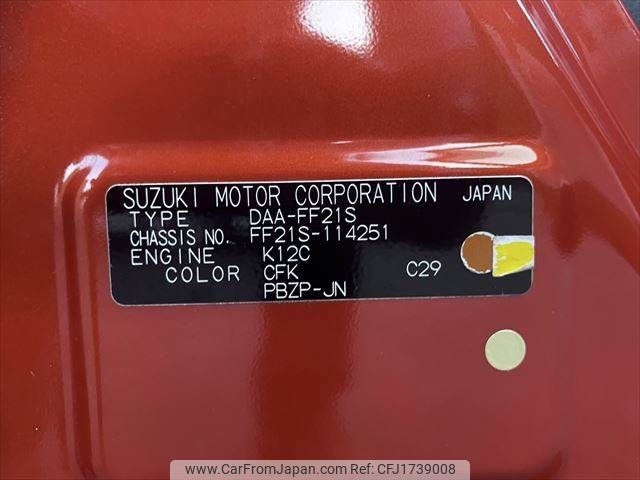 SUZUKI MOTOR CORPORATION JAPAN
TYPE DAA-FF21S
CHASSIS NO. FF21S-114251
ENGINE K12C
COLOR CFK C29
PBZP-JN
www.CarFromJapan.com - CFJ1739008